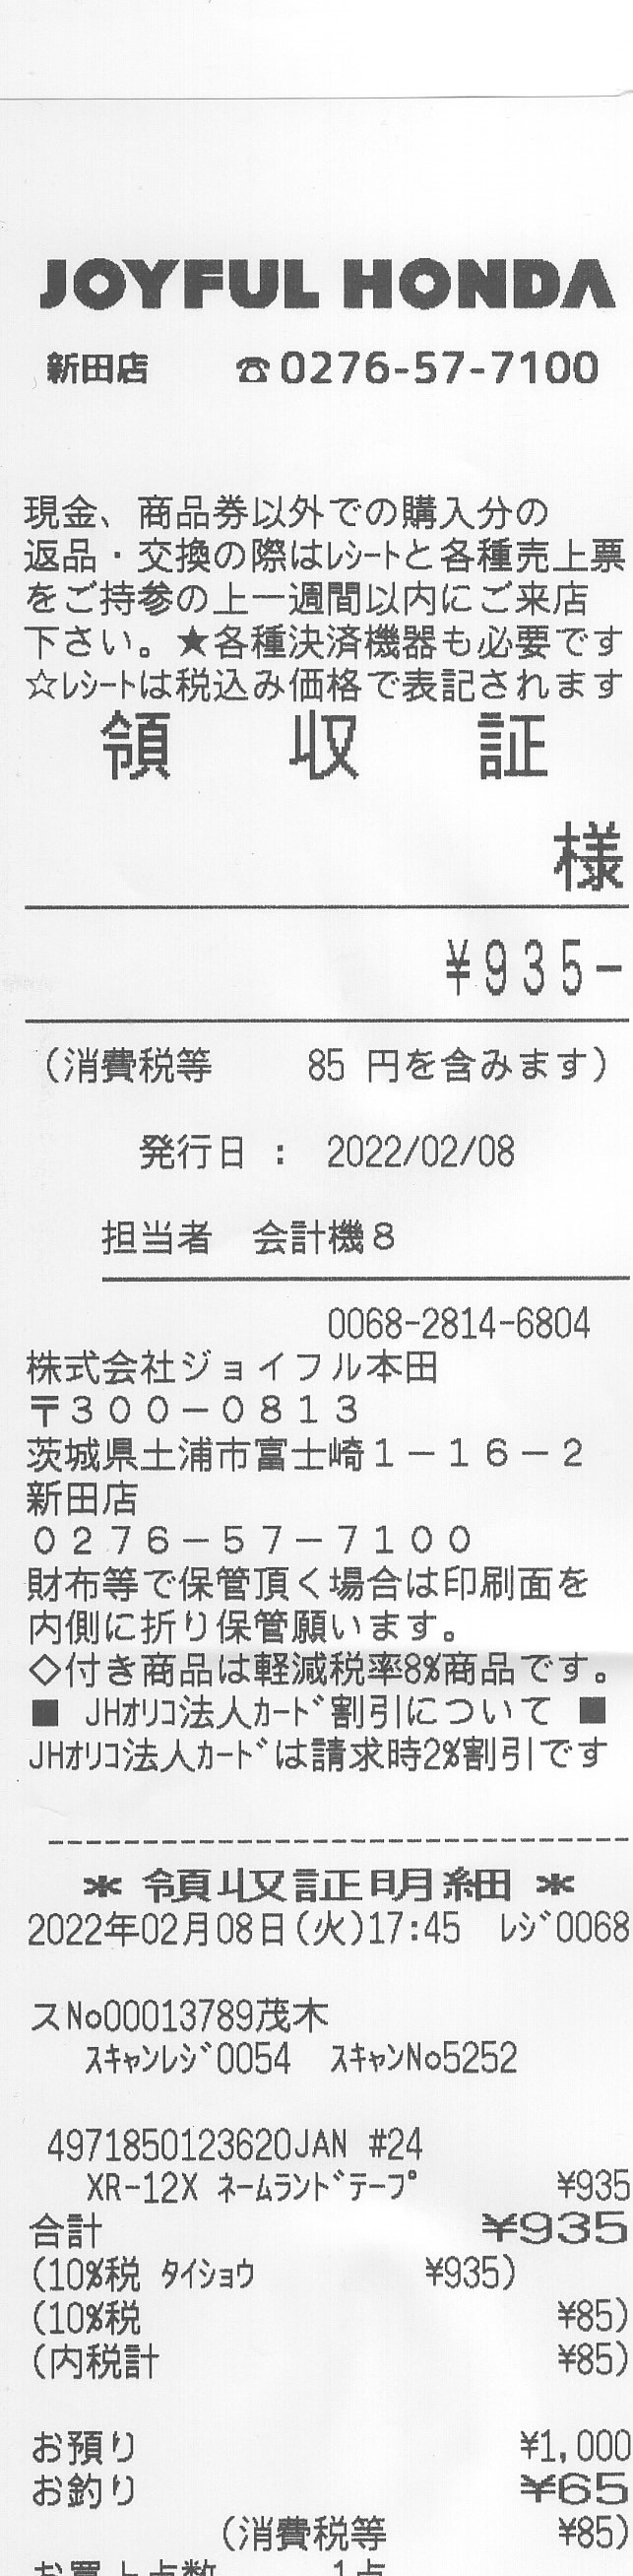 JOYFUL HONDA
新田店 ☎0276-57-7100
現金、商品券以外での購入分の
返品・交換の際はﾚｼｰﾄと各種売上票
をご持参の上一週間以内にご来店
下さい。★各種決済機器も必要です
☆ﾚｼｰﾄは税込み価格で表記されます
領 収 証
様
¥935-
(消費税等 85 円を含みます)
発行日 : 2022/02/08
担当者 会計機8
0068-2814-6804
株式会社ジョイフル本田
〒300-0813
茨城県土浦市富士崎1-16-2
新田店
0276-57-7100
財布等で保管頂く場合は印刷面を
内側に折り保管願います。
◇付き商品は軽減税率8%商品です。
■ JHｵﾘｺ法人ｶｰﾄﾞ割引について ■
JHｵﾘｺ法人ｶｰﾄﾞは請求時2%割引です
--------------------------------
* 領収証明細 *
2022年02月08日(火)17:45 ﾚｼﾞ0068
スNo00013789茂木
ｽｷｬﾝﾚｼﾞ0054 ｽｷｬﾝNo5252
4971850123620JAN #24
XR-12X ﾈｰﾑﾗﾝﾄﾞﾃｰﾌﾟ ¥935
合計 ¥935
(10%税 ﾀｲｼｮｳ ¥935)
(10%税 ¥85)
(内税計 ¥85)
お預り ¥1,000
お釣り ¥65
(消費税等 ¥85)
お買上点数 1点